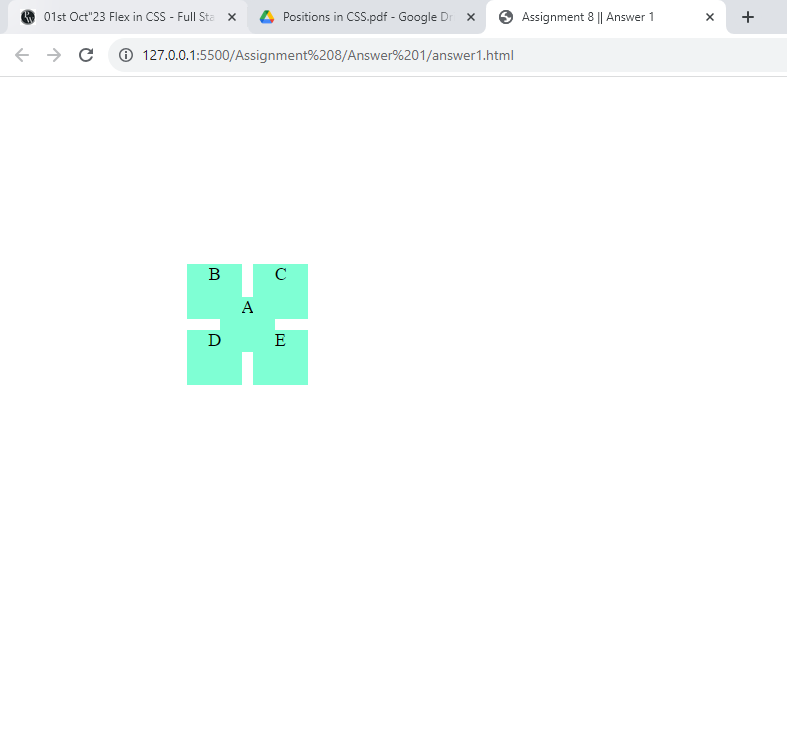 01st Oct"23 Flex in CSS - Full Sta
Positions in CSS.pdf - Google Dr
Assignment 8 || Answer 1
127.0.0.1:5500/Assignment%208/Answer%201/answer1.html
B C
A
D E